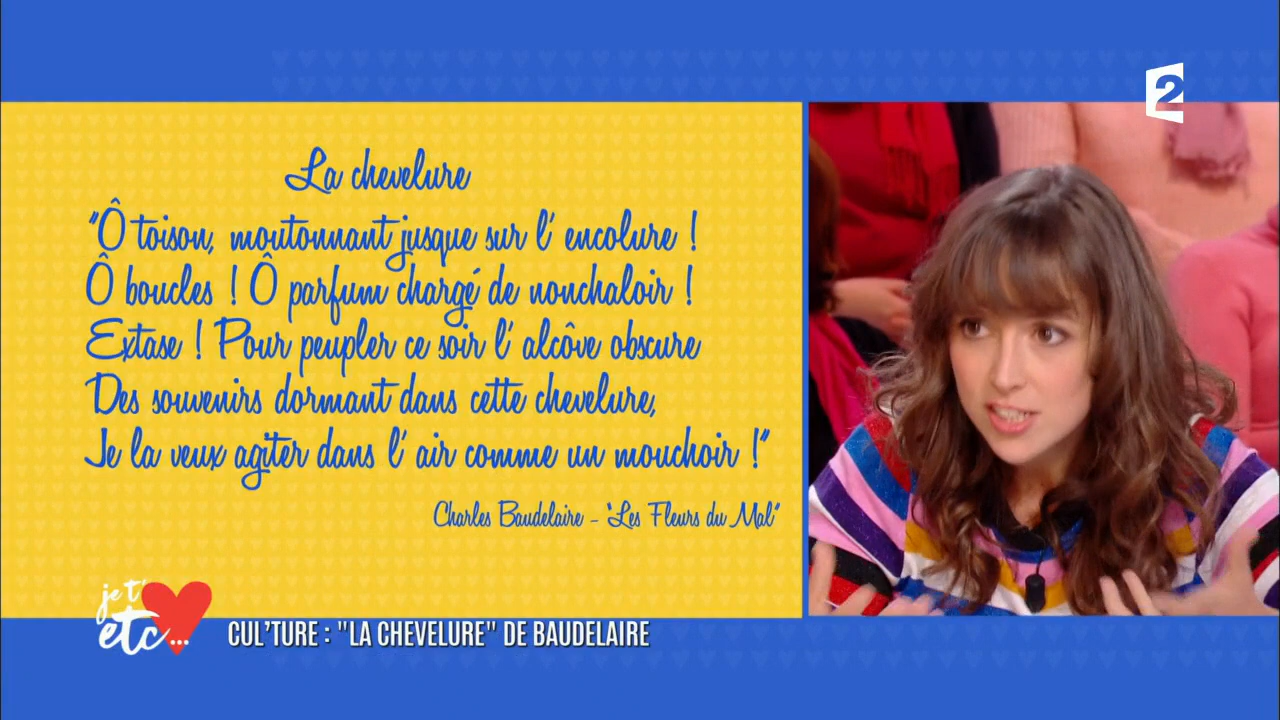 2
La chevelure
"Ô toison, moutonnant jusque sur l' encolure !
Ô boucles ! Ô parfum chargé de nonchaloir !
Extase ! Pour peupler ce soir l' alcôve obscure
Des souvenirs dormant dans cette chevelure,
Je la veux agiter dans l' air comme un mouchoir !"
Charles Baudelaire - "Les Fleurs du Mal"
je t'
etc...
CUL'TURE : "LA CHEVELURE" DE BAUDELAIRE